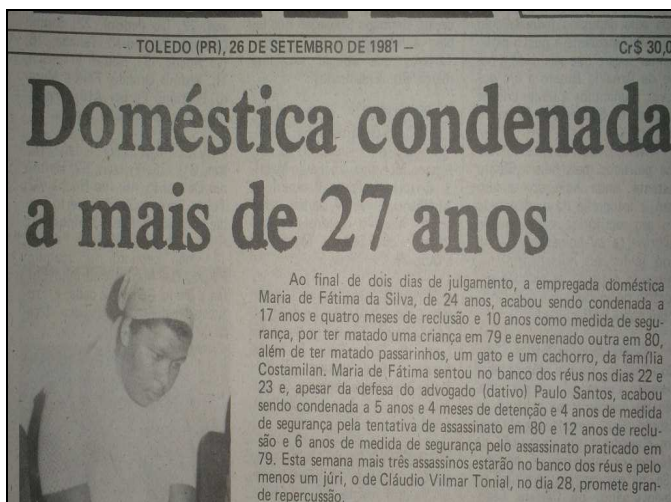 TOLEDO (PR), 26 DE SETEMBRO DE 1981 —
Cr$ 30,0
Doméstica condenada
a mais de 27 anos
Ao final de dois dias de julgamento, a empregada doméstica
Maria de Fátima da Silva, de 24 anos, acabou sendo condenada a
17 anos e quatro meses de reclusão e 10 anos como medida de segu-
rança, por ter matado uma criança em 79 e envenenado outra em 80,
além de ter matado passarinhos, um gato e um cachorro, da família
Costamilan. Maria de Fátima sentou no banco dos réus nos dias 22 e
23 e, apesar da defesa do advogado (dativo) Paulo Santos, acabou
sendo condenada a 5 anos e 4 meses de detenção e 4 anos de medida
de segurança pela tentativa de assassinato em 80 e 12 anos de reclu-
são e 6 anos de medida de segurança pelo assassinato praticado em
79. Esta semana mais três assassinos estarão no banco dos réus e pelo
menos um júri, o de Cláudio Vilmar Tonial, no dia 28, promete gran-
de repercussão.